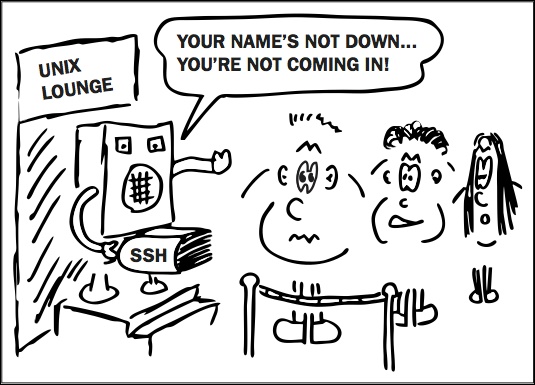 UNIX
LOUNGE
YOUR NAME'S NOT DOWN...
YOU'RE NOT COMING IN!
SSH